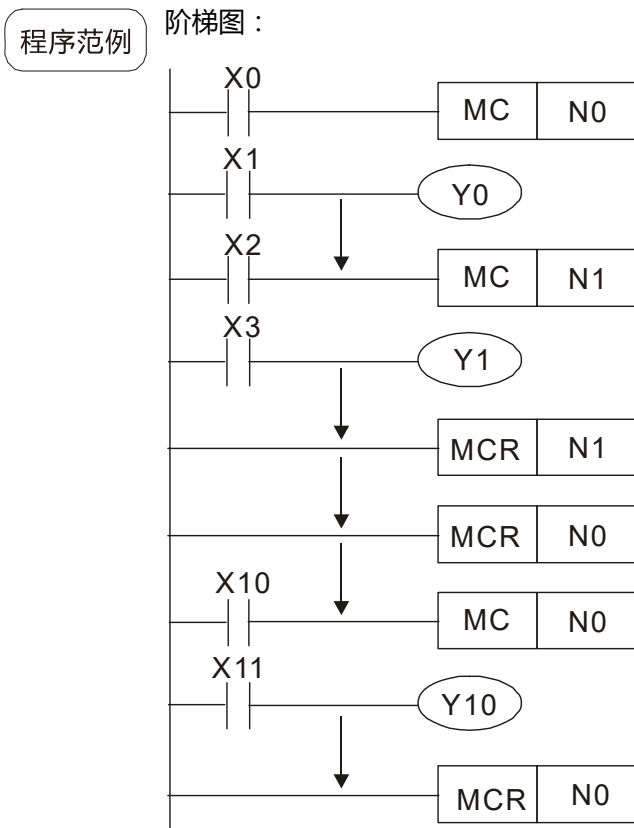 程序范例
阶梯图：
X0
MC N0
X1
Y0
X2
MC N1
X3
Y1
MCR N1
MCR N0
X10
MC N0
X11
Y10
MCR N0